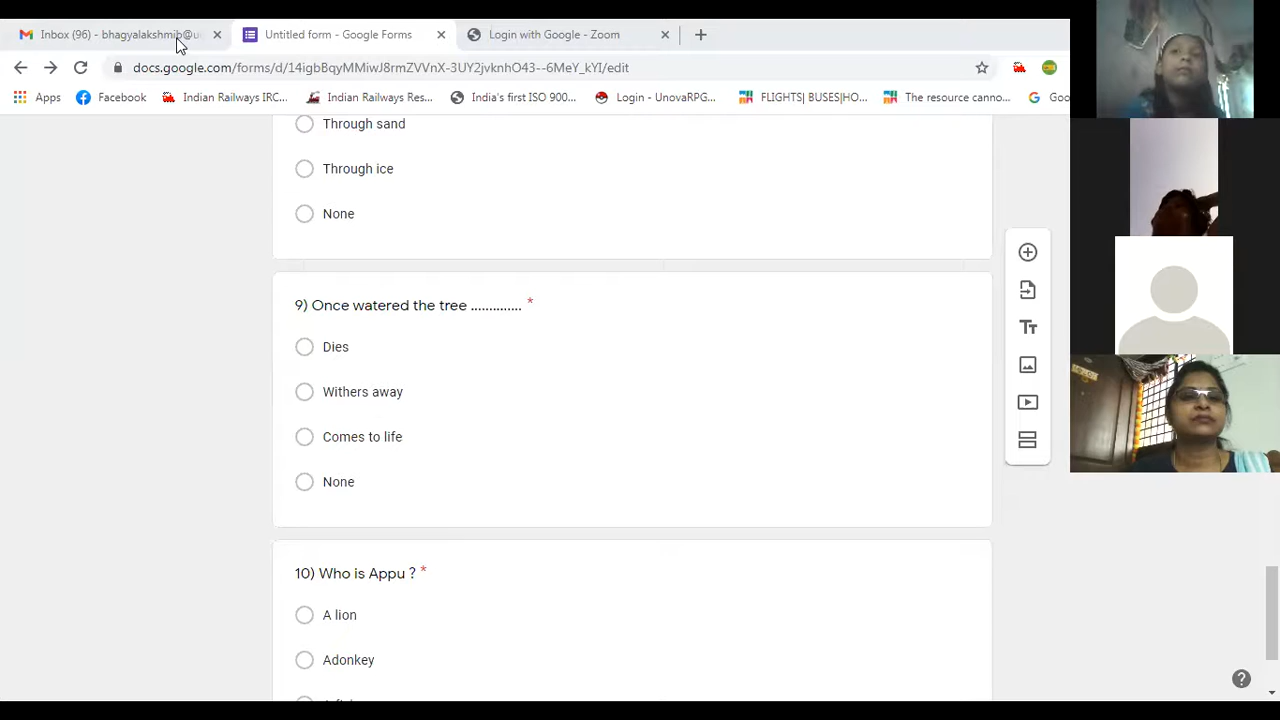 Inbox (96) - bhagyalakshmib@u
Untitled form - Google Forms
Login with Google - Zoom
docs.google.com/forms/d/14igbBqyMMiwJ8rmZVVnX-3UY2jvknhO43--6MeY_kYI/edit
Apps
Facebook
Indian Railways IRC...
Indian Railways Res...
India's first ISO 900...
Login - UnovaRPG...
FLIGHTS| BUSES|HO...
The resource canno...
Goo
Through sand
Through ice
None
9) Once watered the tree .............. *
Dies
Withers away
Comes to life
None
10) Who is Appu ? *
A lion
Adonkey